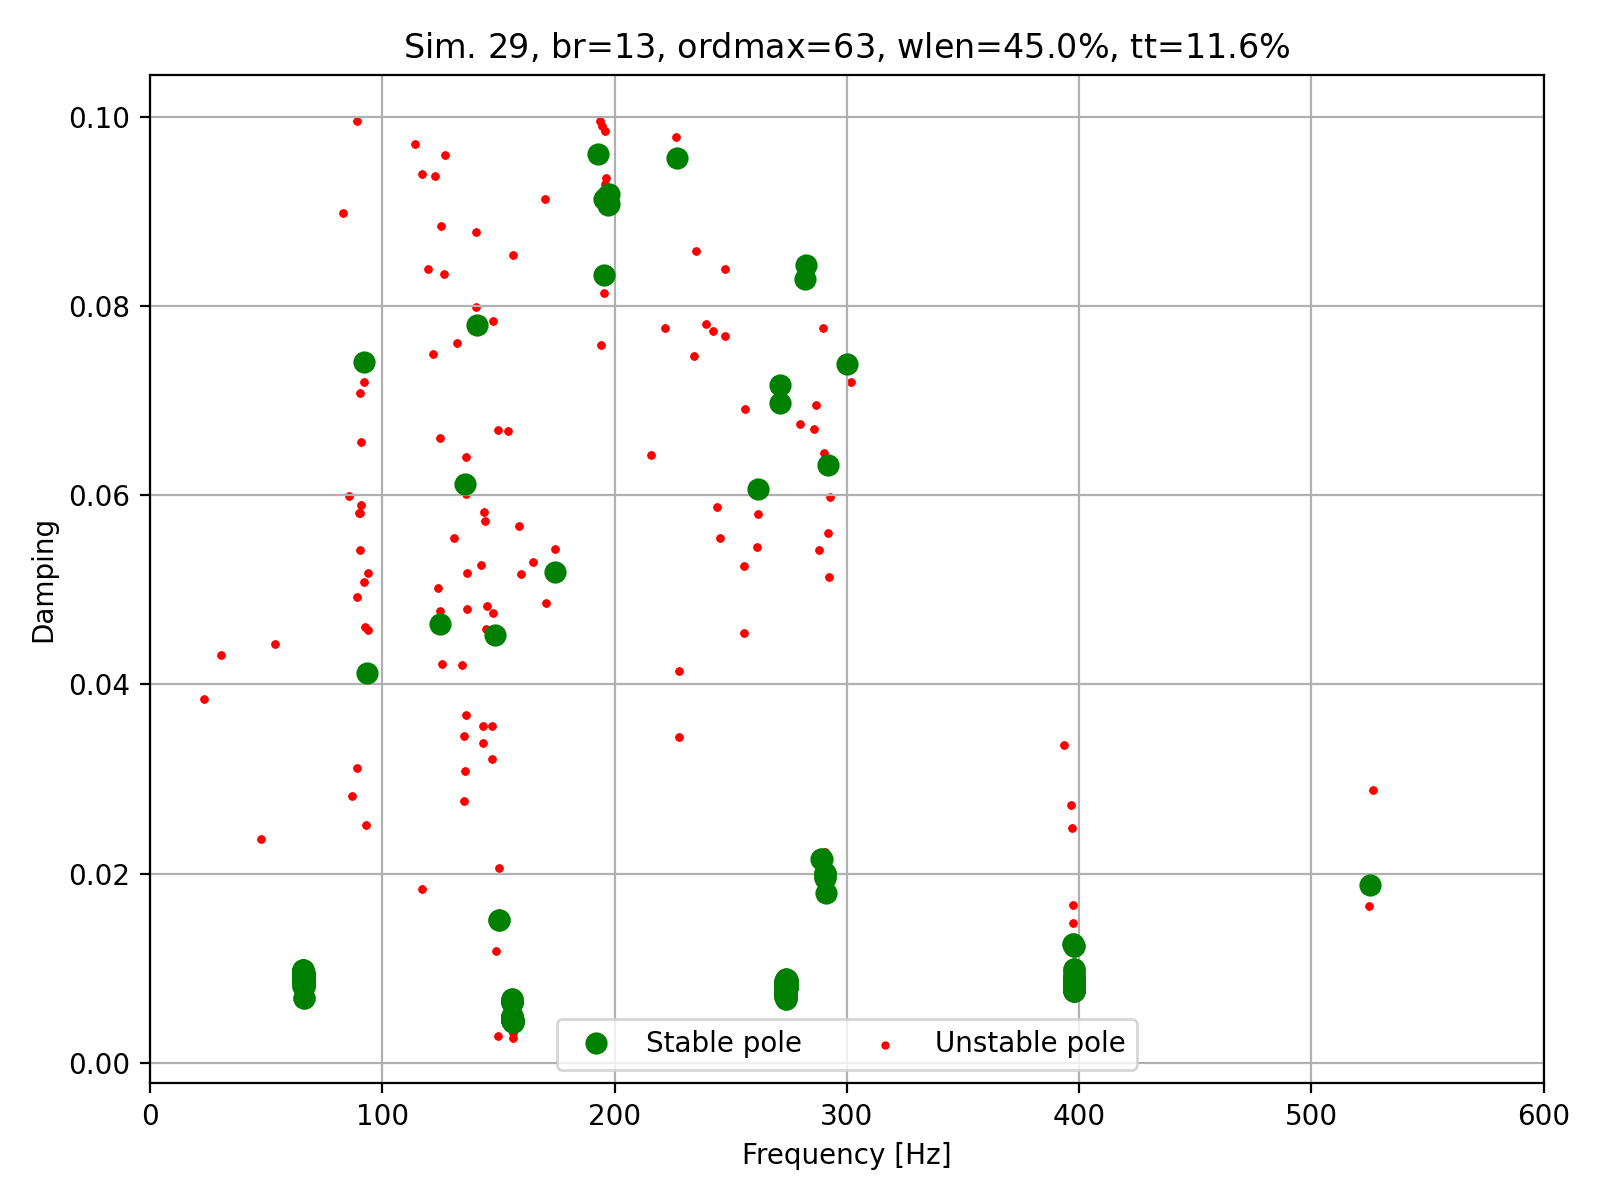 Sim. 29, br=13, ordmax=63, wlen=45.0%, tt=11.6%
0.10
0.08
0.06
0.04
0.02
0.00
Damping
Stable pole
Unstable pole
0 100 200 300 400 500 600
Frequency [Hz]